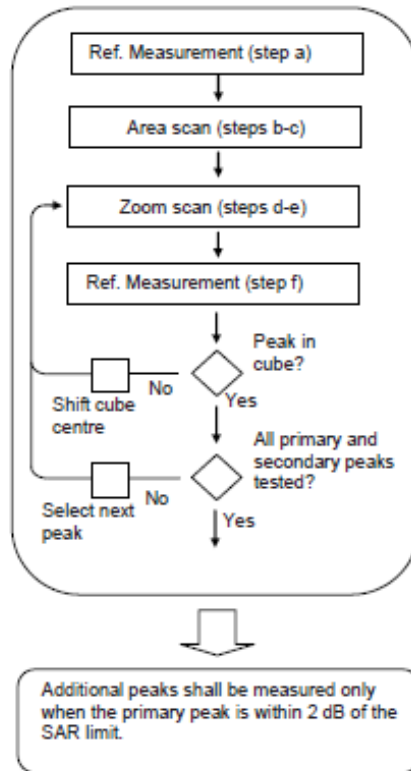 Ref. Measurement (step a)
Area scan (steps b-c)
Zoom scan (steps d-e)
Ref. Measurement (step f)
Peak in
cube?
No
Yes
Shift cube
centre
All primary and
secondary peaks
tested?
No
Yes
Select next
peak
Additional peaks shall be measured only
when the primary peak is within 2 dB of the
SAR limit.